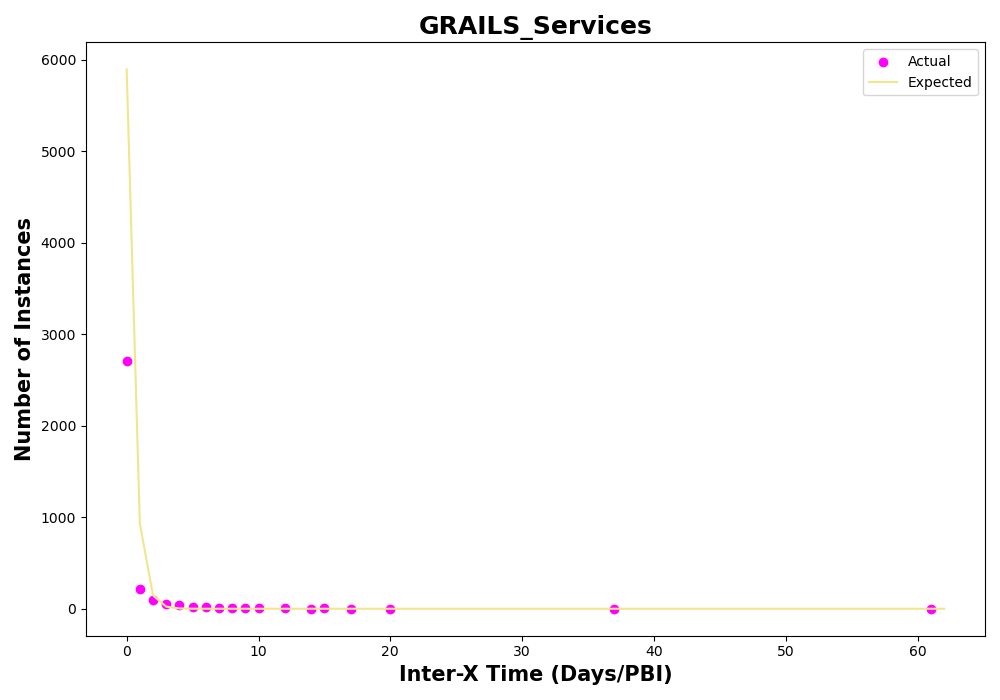 GRAILS_Services
Actual
Expected
6000
5000
4000
3000
2000
1000
0
Number of Instances
0 10 20 30 40 50 60
Inter-X Time (Days/PBI)